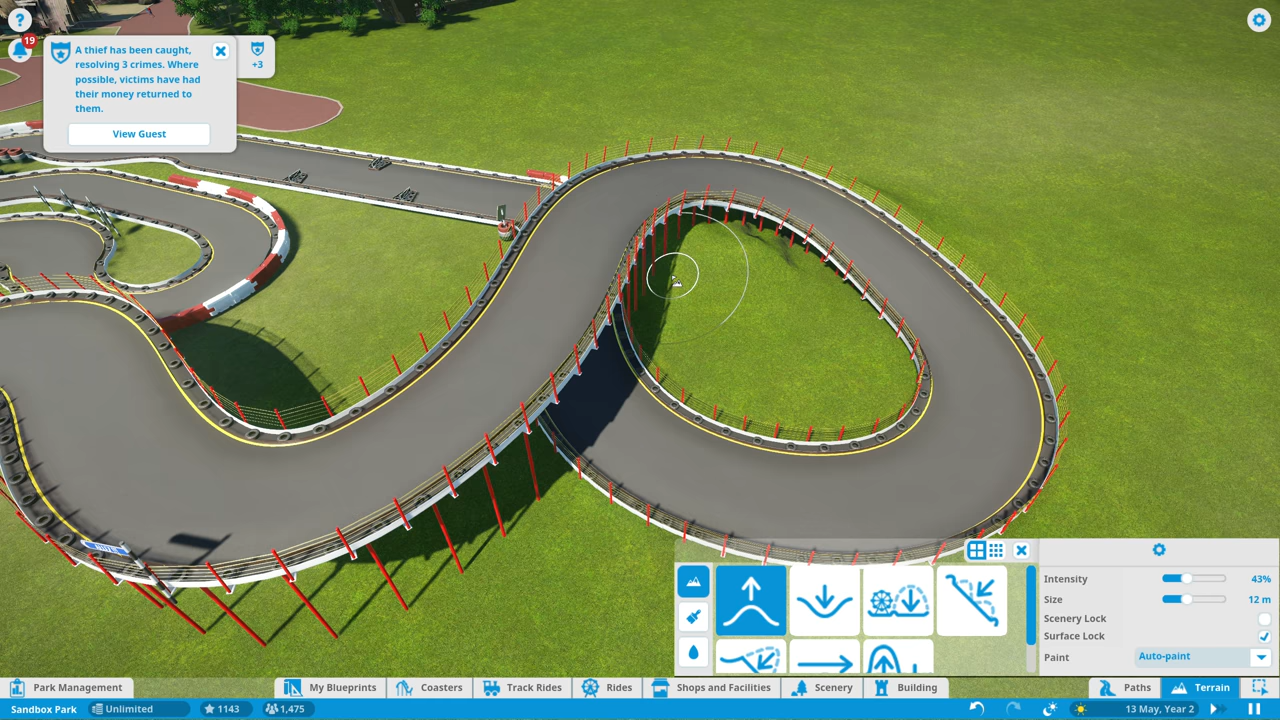 ?
19
A thief has been caught,
resolving 3 crimes. Where
possible, victims have had
their money returned to
them.
View Guest
+3
Intensity 43%
Size 12 m
Scenery Lock
Surface Lock
Paint Auto-paint
Park Management
My Blueprints
Coasters
Track Rides
Rides
Shops and Facilities
Scenery
Building
Paths
Terrain
Sandbox Park
Unlimited
1143
1,475
13 May, Year 2